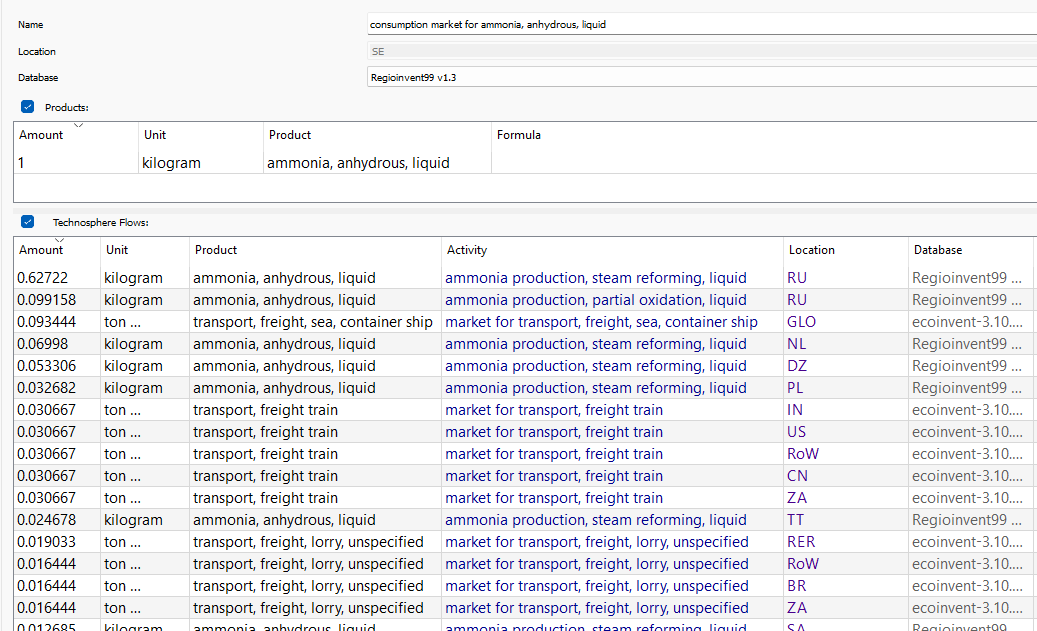 Name consumption market for ammonia, anhydrous, liquid
Location SE
Database Regioinvent99 v1.3
Products:
Amount Unit Product Formula
1 kilogram ammonia, anhydrous, liquid
Technosphere Flows:
Amount Unit Product Activity Location Database
0.62722 kilogram ammonia, anhydrous, liquid ammonia production, steam reforming, liquid RU Regioinvent99 ...
0.099158 kilogram ammonia, anhydrous, liquid ammonia production, partial oxidation, liquid RU Regioinvent99 ...
0.093444 ton ... transport, freight, sea, container ship market for transport, freight, sea, container ship GLO ecoinvent-3.10....
0.06998 kilogram ammonia, anhydrous, liquid ammonia production, steam reforming, liquid NL Regioinvent99 ...
0.053306 kilogram ammonia, anhydrous, liquid ammonia production, steam reforming, liquid DZ Regioinvent99 ...
0.032682 kilogram ammonia, anhydrous, liquid ammonia production, steam reforming, liquid PL Regioinvent99 ...
0.030667 ton ... transport, freight train market for transport, freight train IN ecoinvent-3.10....
0.030667 ton ... transport, freight train market for transport, freight train US ecoinvent-3.10....
0.030667 ton ... transport, freight train market for transport, freight train RoW ecoinvent-3.10....
0.030667 ton ... transport, freight train market for transport, freight train CN ecoinvent-3.10....
0.030667 ton ... transport, freight train market for transport, freight train ZA ecoinvent-3.10....
0.024678 kilogram ammonia, anhydrous, liquid ammonia production, steam reforming, liquid TT Regioinvent99 ...
0.019033 ton ... transport, freight, lorry, unspecified market for transport, freight, lorry, unspecified RER ecoinvent-3.10....
0.016444 ton ... transport, freight, lorry, unspecified market for transport, freight, lorry, unspecified RoW ecoinvent-3.10....
0.016444 ton ... transport, freight, lorry, unspecified market for transport, freight, lorry, unspecified BR ecoinvent-3.10....
0.016444 ton ... transport, freight, lorry, unspecified market for transport, freight, lorry, unspecified ZA ecoinvent-3.10....
0.012685 kilogram ammonia, anhydrous, liquid ammonia production, steam reforming, liquid SA Regioinvent99